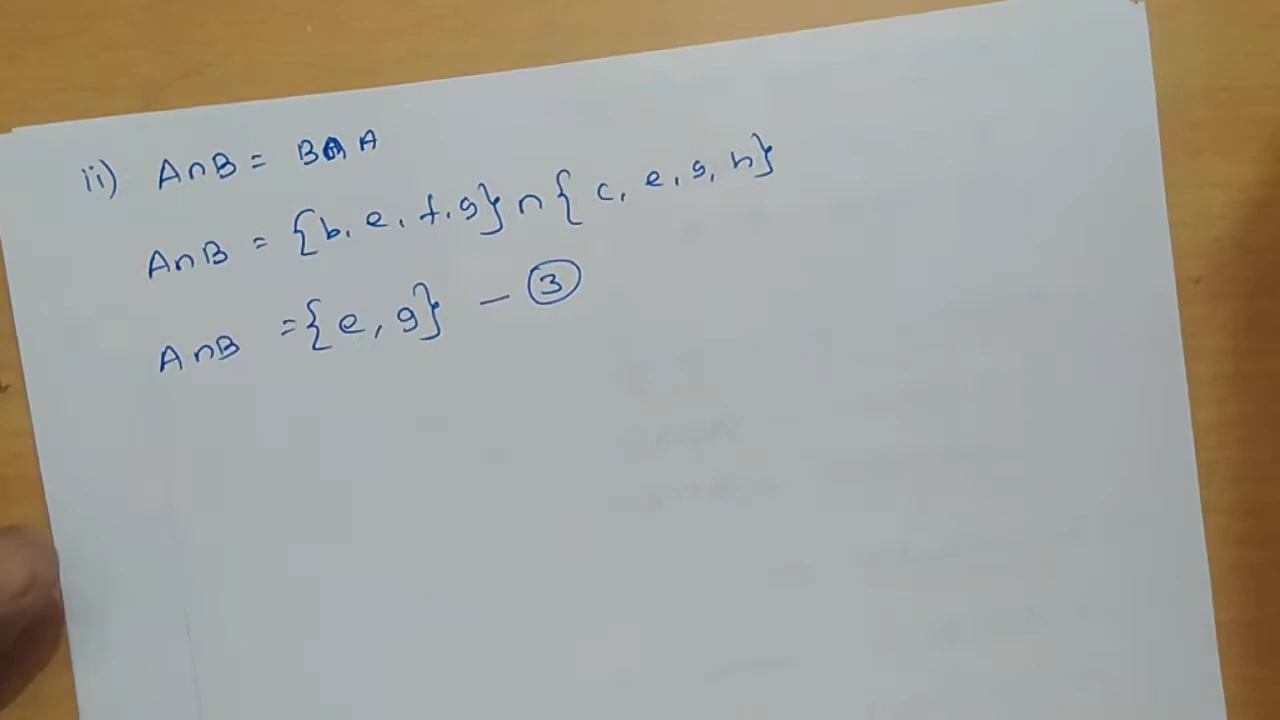 ii) A∩B = B∩A
A∩B = {b, e, f, g} ∩ {c, e, g, h}
A∩B = {e, g} — ③